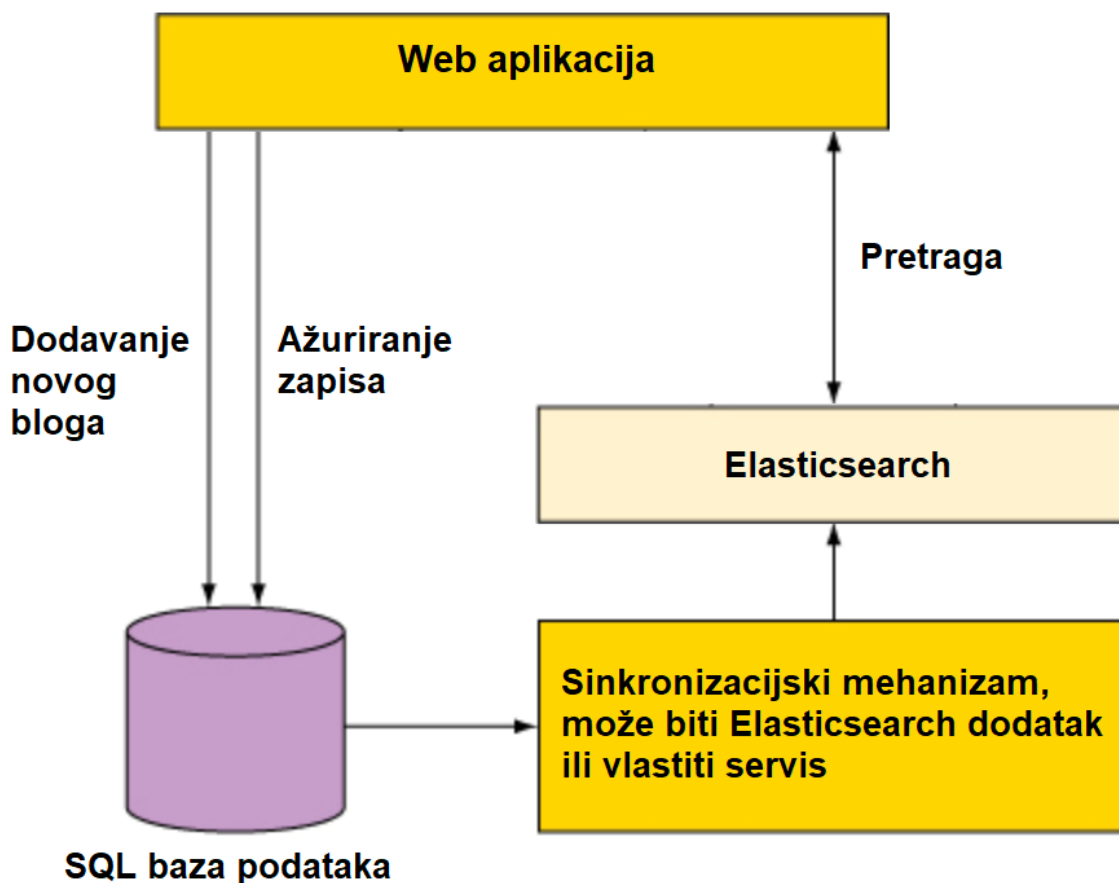 Web aplikacija
Pretraga
Dodavanje
novog
bloga
Ažuriranje
zapisa
Elasticsearch
Sinkronizacijski mehanizam,
može biti Elasticsearch dodatak
ili vlastiti servis
SQL baza podataka